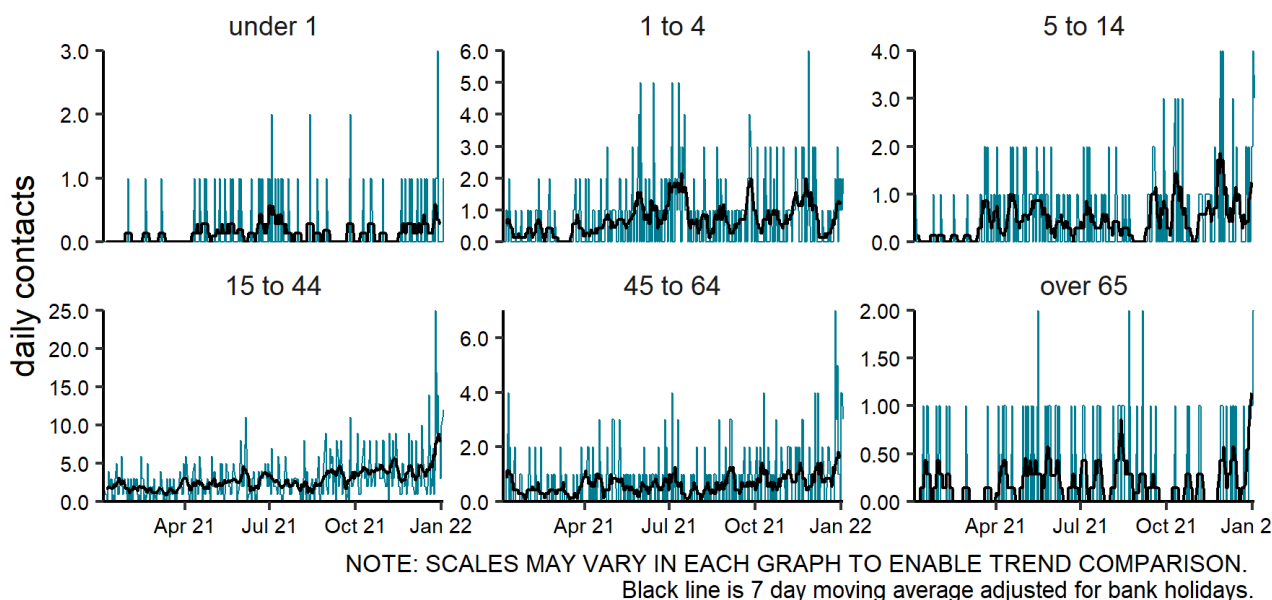 under 1
1 to 4
5 to 14
3.0
2.0
1.0
0.0
6.0
5.0
4.0
3.0
2.0
1.0
0.0
4.0
3.0
2.0
1.0
0.0
daily contacts
15 to 44
45 to 64
over 65
25.0
20.0
15.0
10.0
5.0
0.0
6.0
4.0
2.0
0.0
2.00
1.50
1.00
0.50
0.00
Apr 21 Jul 21 Oct 21 Jan 22
Apr 21 Jul 21 Oct 21 Jan 22
Apr 21 Jul 21 Oct 21 Jan 2
NOTE: SCALES MAY VARY IN EACH GRAPH TO ENABLE TREND COMPARISON.
Black line is 7 day moving average adjusted for bank holidays.